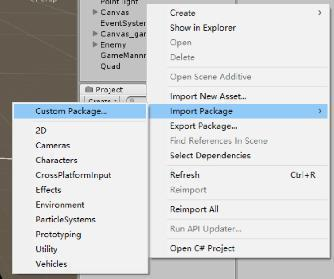 Point light
Canvas
EventSystem
Canvas_gam
Enemy
GameMannr
Quad
Project
Create
Create
Show in Explorer
Open
Delete
Open Scene Additive
Import New Asset...
Import Package
Export Package...
Find References In Scene
Select Dependencies
Refresh Ctrl+R
Reimport
Reimport All
Run API Updater...
Open C# Project
Custom Package...
2D
Cameras
Characters
CrossPlatformInput
Effects
Environment
ParticleSystems
Prototyping
Utility
Vehicles